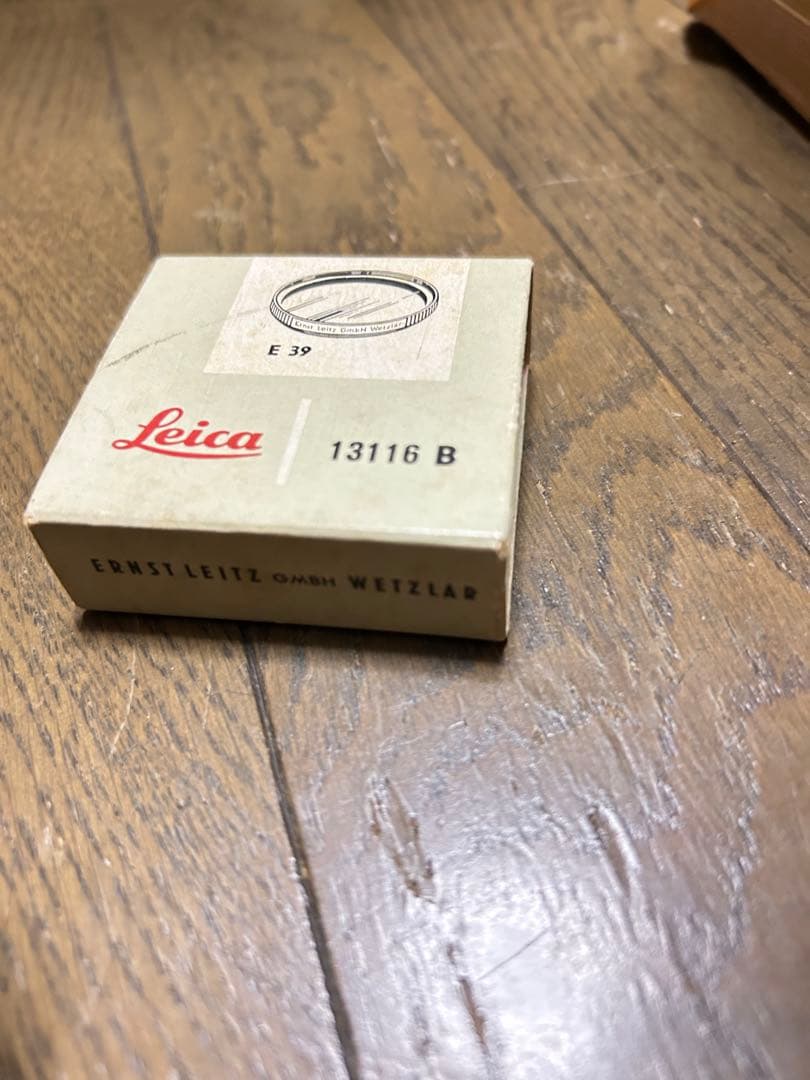 Ernst Leitz GmbH Wetzlar
E 39
Leica
13116 B
ERNST LEITZ GMBH WETZLAR